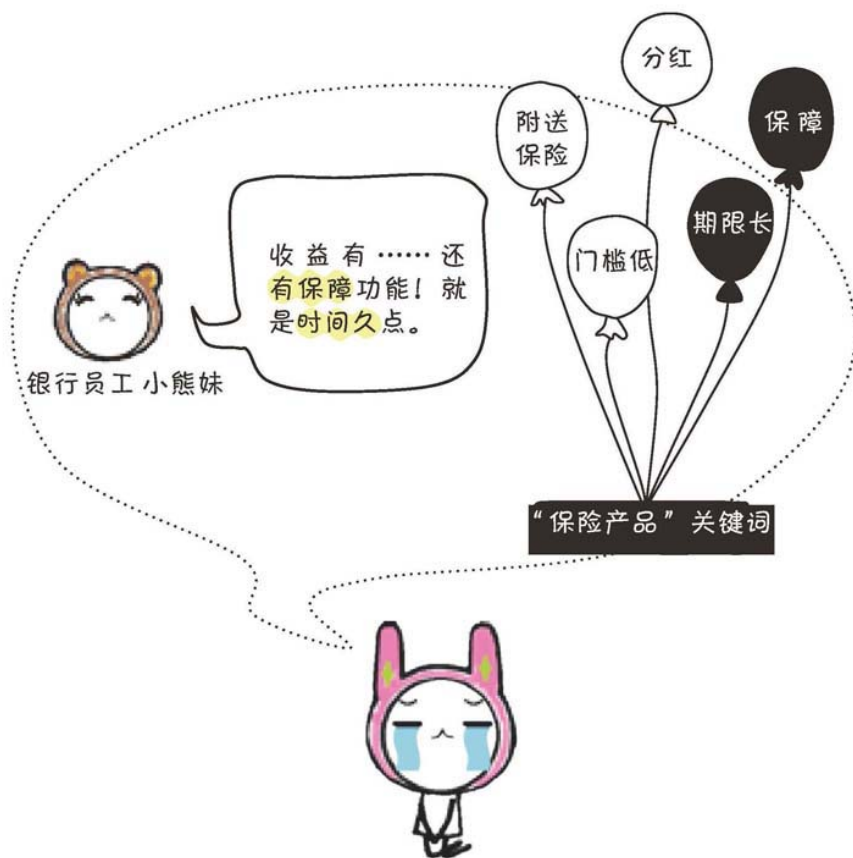 分红
附送
保险
保障
期限长
门槛低
收益有……还
有保障功能！就
是时间久点。
银行员工小熊妹
“保险产品”关键词